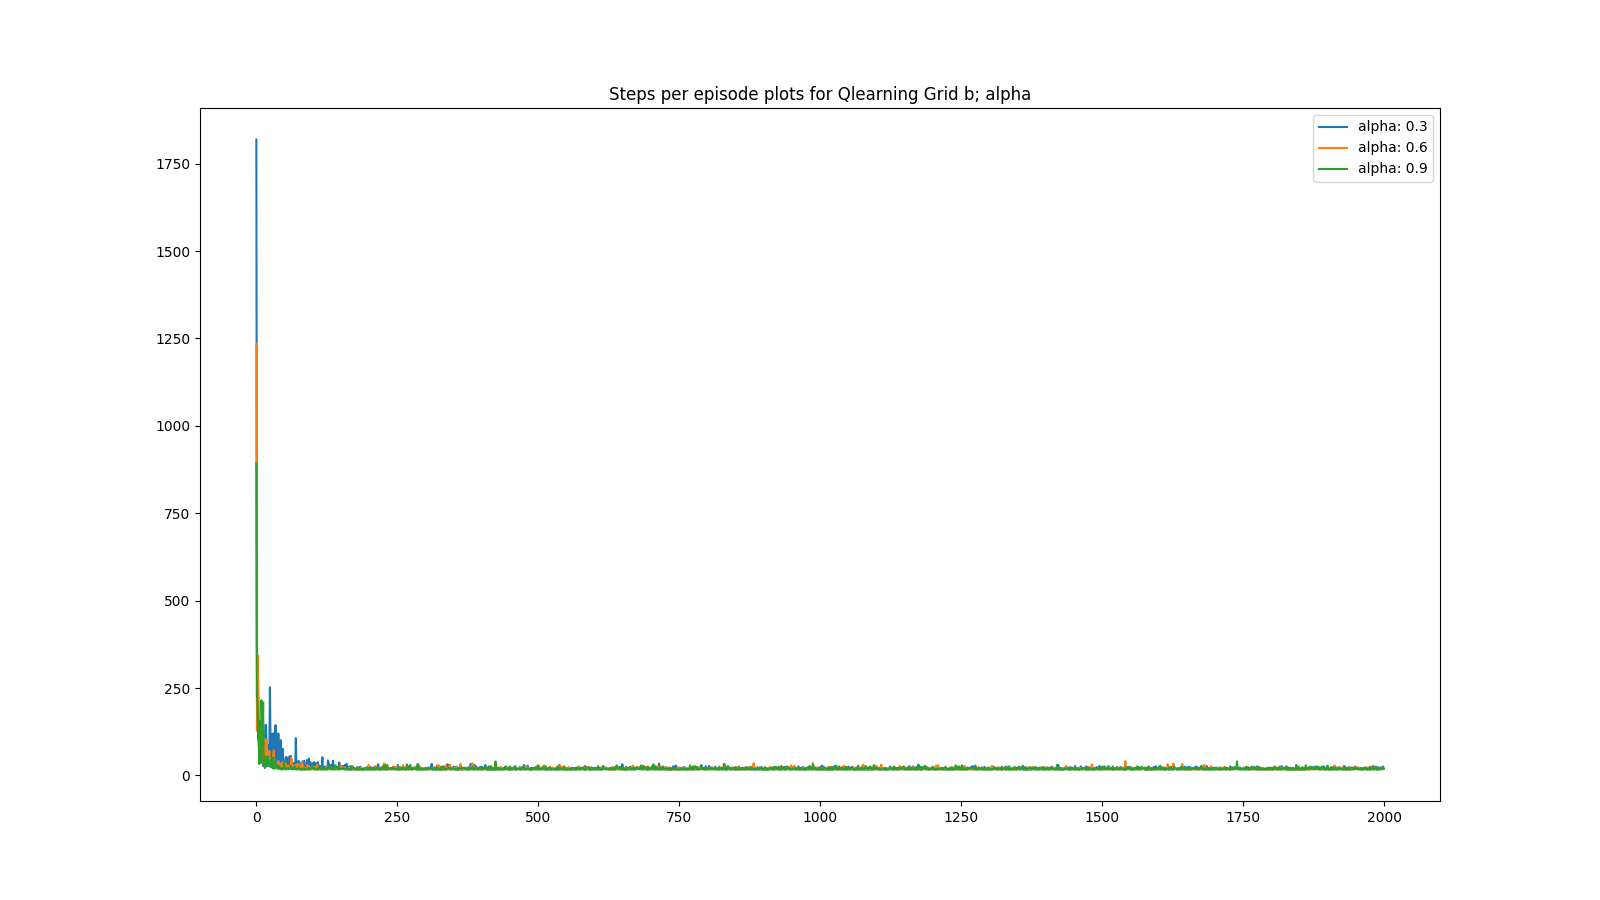 Steps per episode plots for Qlearning Grid b; alpha
alpha: 0.3
alpha: 0.6
alpha: 0.9
1750
1500
1250
1000
750
500
250
0
0 250 500 750 1000 1250 1500 1750 2000